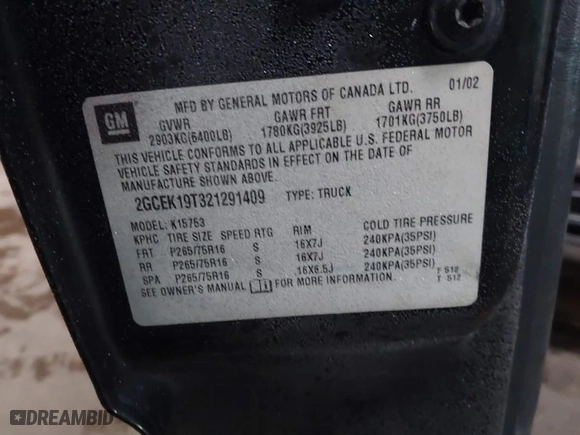 MFD BY GENERAL MOTORS OF CANADA LTD. 01/02
GM
GVWR GAWR FRT GAWR RR
2903KG(6400LB) 1780KG(3925LB) 1701KG(3750LB)
THIS VEHICLE CONFORMS TO ALL APPLICABLE U.S. FEDERAL MOTOR
VEHICLE SAFETY STANDARDS IN EFFECT ON THE DATE OF
MANUFACTURE SHOWN ABOVE.
2GCEK19T321291409 TYPE: TRUCK
MODEL: K15753
KPHC TIRE SIZE SPEED RTG RIM COLD TIRE PRESSURE
FRT P265/75R16 S 16X7J 240KPA(35PSI)
RR P265/75R16 S 16X7J 240KPA(35PSI)
SPA P265/75R16 S 16X6.5J 240KPA(35PSI)
SEE OWNER'S MANUAL FOR MORE INFORMATION.
T S12
T S12
DREAMBID